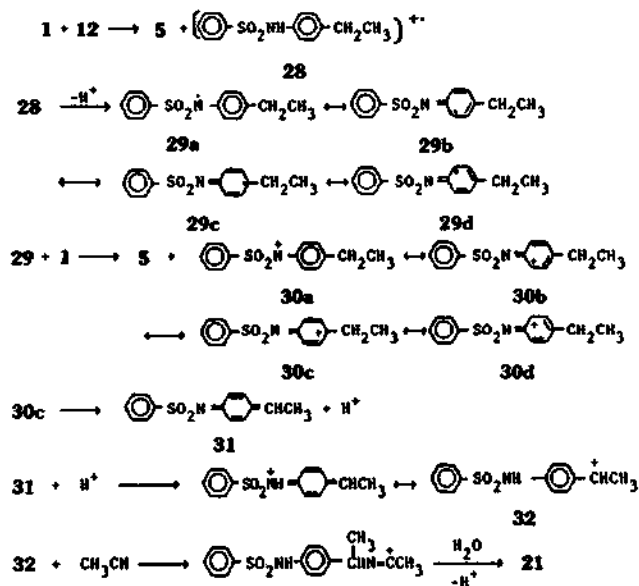 1 + 12 → 5 + ( SO2NH CH2CH3 )+·
28
28 -H+ → SO2Ṅ CH2CH3 ↔ SO2N CH2CH3
29a 29b
↔ SO2N CH2CH3 ↔ SO2N CH2CH3
29c 29d
29 + 1 → 5 + SO2N+ CH2CH3 ↔ SO2N + CH2CH3
30a 30b
↔ SO2N + CH2CH3 ↔ SO2N + CH2CH3
30c 30d
30c → SO2N CHCH3 + H+
31
31 + H+ → SO2NH+ CHCH3 ↔ SO2NH +CHCH3
32
CH3
32 + CH3CN → SO2NH CHN=C+CH3 H2O → 21
-H+